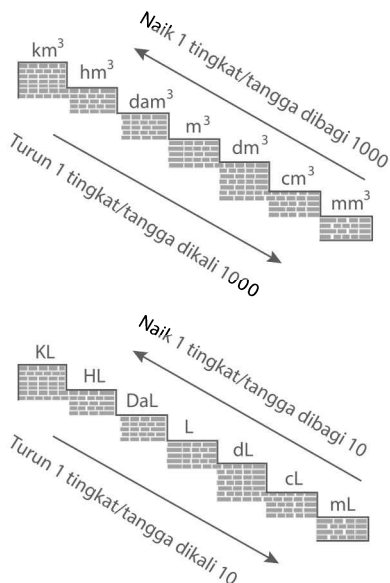 Naik 1 tingkat/tangga dibagi 1000
km³
hm³
dam³
m³
dm³
cm³
mm³
Turun 1 tingkat/tangga dikali 1000
Naik 1 tingkat/tangga dibagi 10
KL
HL
DaL
L
dL
cL
mL
Turun 1 tingkat/tangga dikali 10